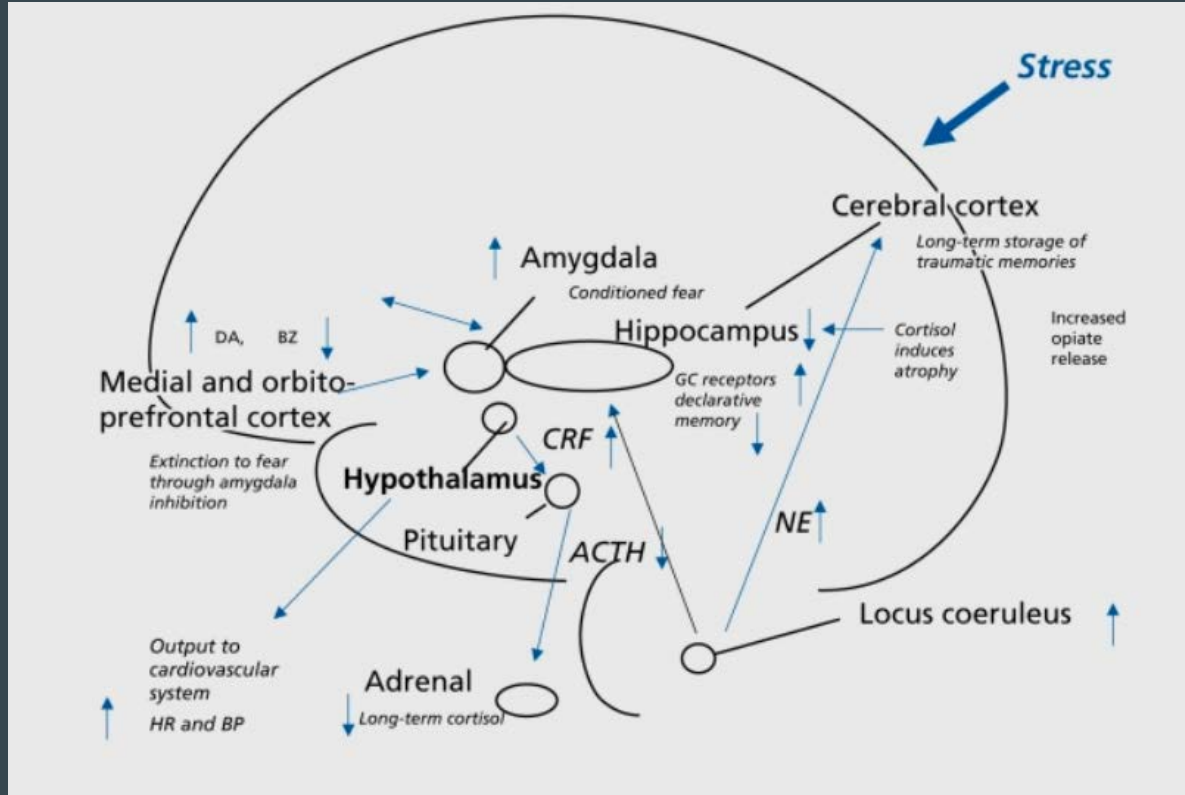 Stress
Cerebral cortex
Long-term storage of
traumatic memories
Amygdala
Conditioned fear
Hippocampus
Cortisol
induces
atrophy
Increased
opiate
release
DA, BZ
Medial and orbito-
prefrontal cortex
GC receptors
declarative
memory
CRF
Extinction to fear
through amygdala
inhibition
Hypothalamus
Pituitary
ACTH
NE
Locus coeruleus
Output to
cardiovascular
system
HR and BP
Adrenal
Long-term cortisol